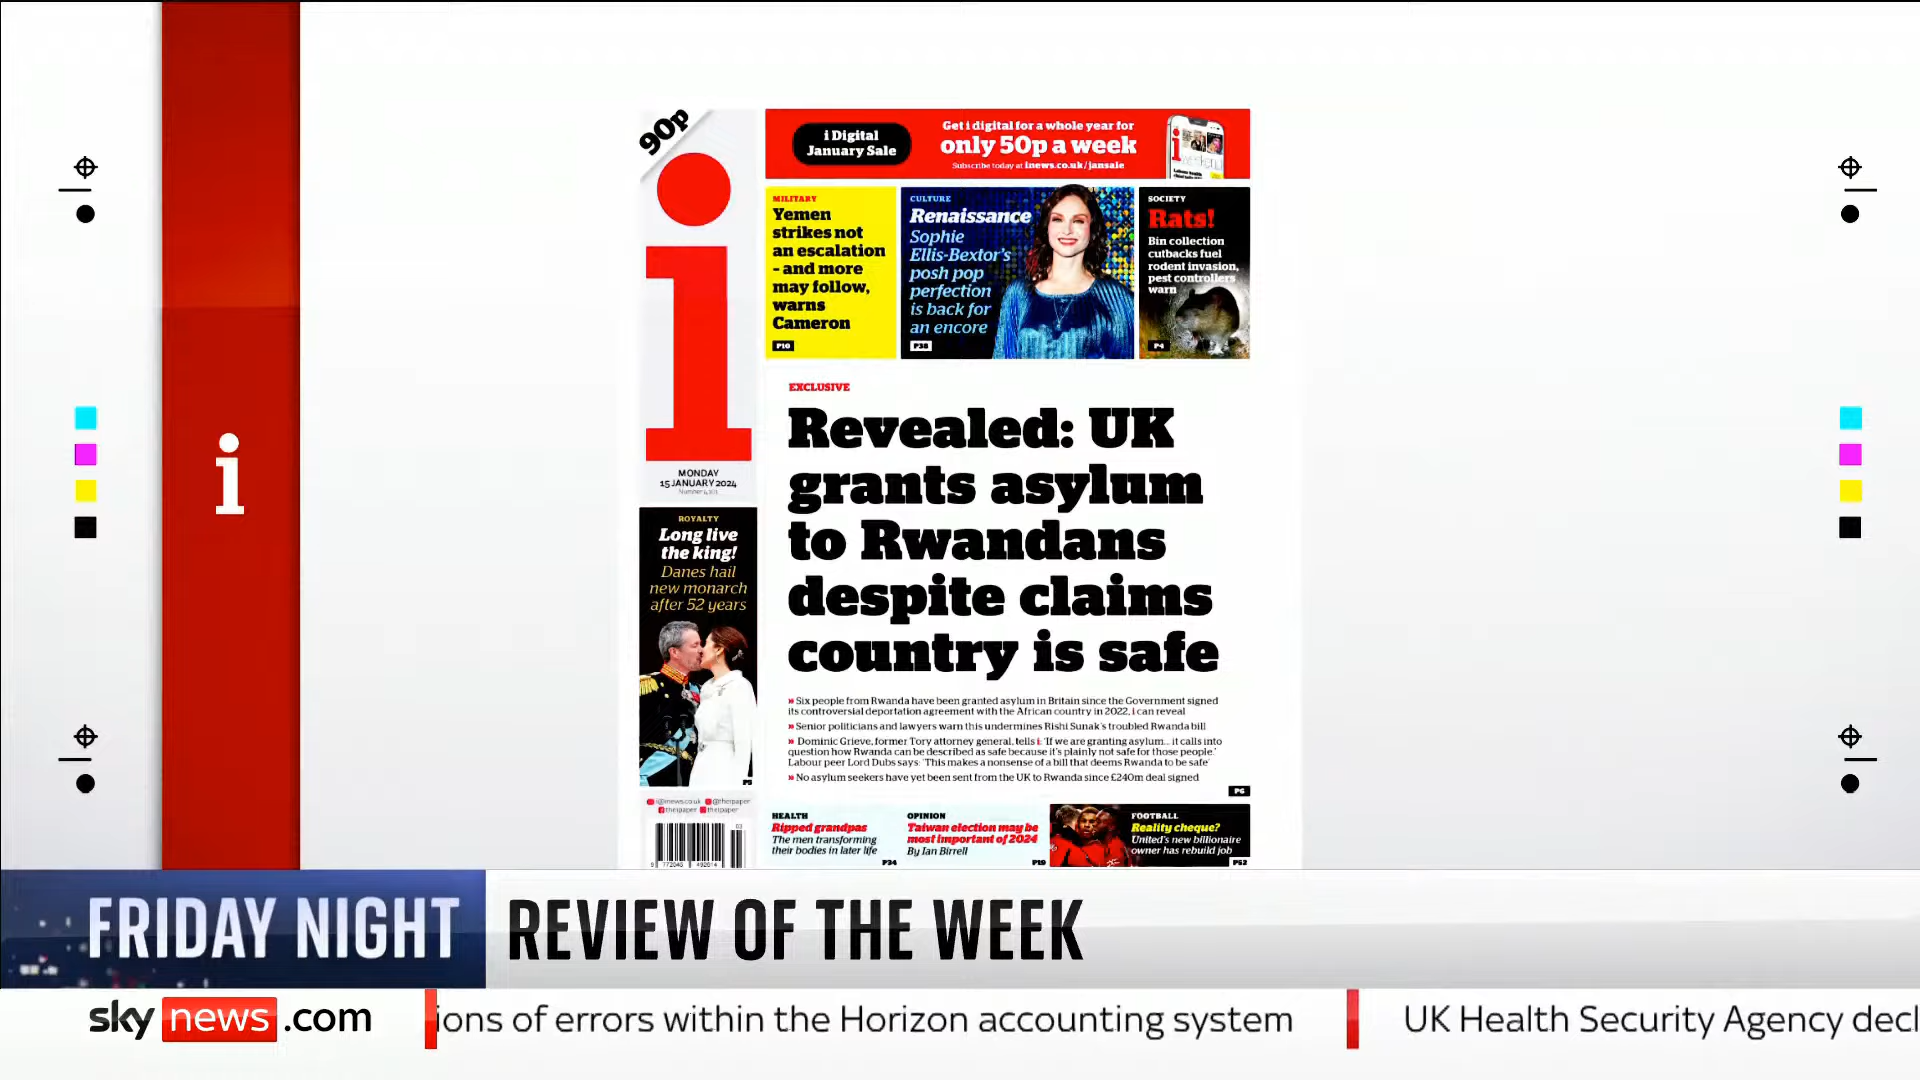 90p
i
i Digital
January Sale
Get i digital for a whole year for
only 50p a week
Subscribe today at inews.co.uk/jansale
MILITARY
Yemen
strikes not
an escalation
- and more
may follow,
warns
Cameron
P10
CULTURE
Renaissance
Sophie
Ellis-Bextor's
posh pop
perfection
is back for
an encore
P38
SOCIETY
Rats!
Bin collection
cutbacks fuel
rodent invasion,
pest controllers
warn
P4
MONDAY
15 JANUARY 2024
ROYALTY
Long live
the king!
Danes hail
new monarch
after 52 years
EXCLUSIVE
Revealed: UK
grants asylum
to Rwandans
despite claims
country is safe
» Six people from Rwanda have been granted asylum in Britain since the Government signed
its controversial deportation agreement with the African country in 2022, i can reveal
» Senior politicians and lawyers warn this undermines Rishi Sunak's troubled Rwanda bill
» Dominic Grieve, former Tory attorney general, tells i: 'If we are granting asylum... it calls into
question how Rwanda can be described as safe because it's plainly not safe for those people.'
Labour peer Lord Dubs says: 'This makes a nonsense of a bill that deems Rwanda to be safe'
» No asylum seekers have yet been sent from the UK to Rwanda since £240m deal signed
P6
@theipaper
theipaper
theipaper
HEALTH
Ripped grandpas
The men transforming
their bodies in later life
P34
OPINION
Taiwan election may be
most important of 2024
By Ian Birrell
P19
FOOTBALL
Reality cheque?
United's new billionaire
owner has rebuild job
P52
i
FRIDAY NIGHT
REVIEW OF THE WEEK
sky news .com
ions of errors within the Horizon accounting system
UK Health Security Agency decl